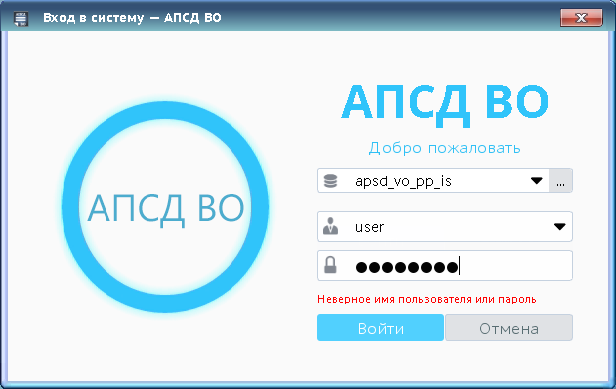 Вход в систему — АПСД ВО
АПСД ВО
АПСД ВО
Добро пожаловать
apsd_vo_pp_is
...
user
●●●●●●●●
Неверное имя пользователя или пароль
Войти
Отмена